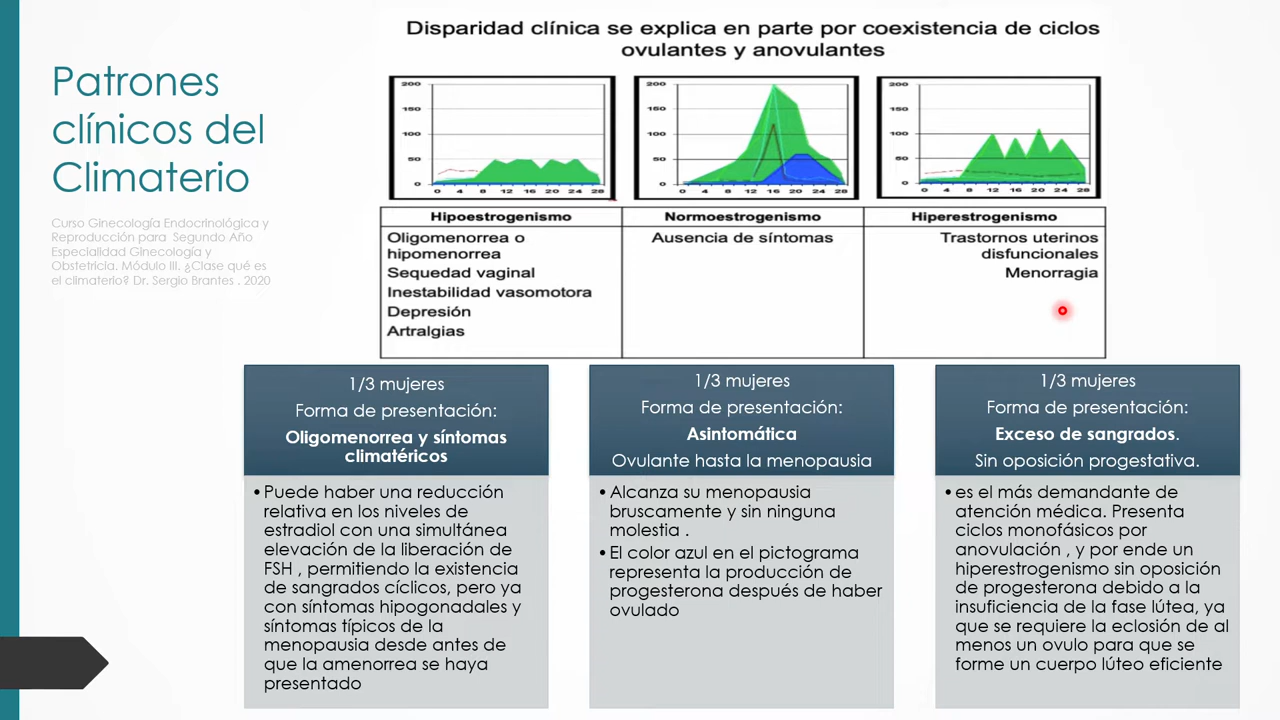 Patrones
clínicos del
Climaterio
Curso Ginecología Endocrinológica y
Reproducción para Segundo Año
Especialidad Ginecología y
Obstetricia. Módulo III. ¿Clase qué es
el climaterio? Dr. Sergio Brantes . 2020
Disparidad clínica se explica en parte por coexistencia de ciclos
ovulantes y anovulantes
200
150
100
50
0
0 4 8 12 16 20 24 28
200
150
100
50
0
0 4 8 12 16 20 24 28
200
150
100
50
0
0 4 8 12 16 20 24 28
Hipoestrogenismo
Oligomenorrea o
hipomenorrea
Sequedad vaginal
Inestabilidad vasomotora
Depresión
Artralgias
Normoestrogenismo
Ausencia de síntomas
Hiperestrogenismo
Trastornos uterinos
disfuncionales
Menorragia
1/3 mujeres
Forma de presentación:
Oligomenorrea y síntomas
climatéricos
•Puede haber una reducción
relativa en los niveles de
estradiol con una simultánea
elevación de la liberación de
FSH , permitiendo la existencia
de sangrados cíclicos, pero ya
con síntomas hipogonadales y
síntomas típicos de la
menopausia desde antes de
que la amenorrea se haya
presentado
1/3 mujeres
Forma de presentación:
Asintomática
Ovulante hasta la menopausia
•Alcanza su menopausia
bruscamente y sin ninguna
molestia .
•El color azul en el pictograma
representa la producción de
progesterona después de haber
ovulado
1/3 mujeres
Forma de presentación:
Exceso de sangrados.
Sin oposición progestativa.
•es el más demandante de
atención médica. Presenta
ciclos monofásicos por
anovulación , y por ende un
hiperestrogenismo sin oposición
de progesterona debido a la
insuficiencia de la fase lútea, ya
que se requiere la eclosión de al
menos un ovulo para que se
forme un cuerpo lúteo eficiente